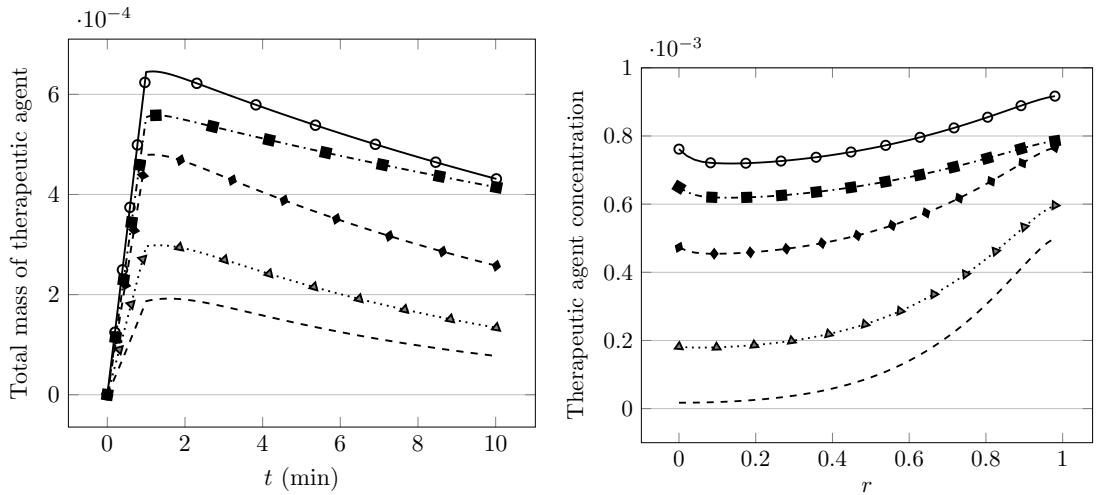 ·10⁻⁴
6
4
2
0
Total mass of therapeutic agent
0 2 4 6 8 10
t (min)
·10⁻³
1
0.8
0.6
0.4
0.2
0
Therapeutic agent concentration
0 0.2 0.4 0.6 0.8 1
r